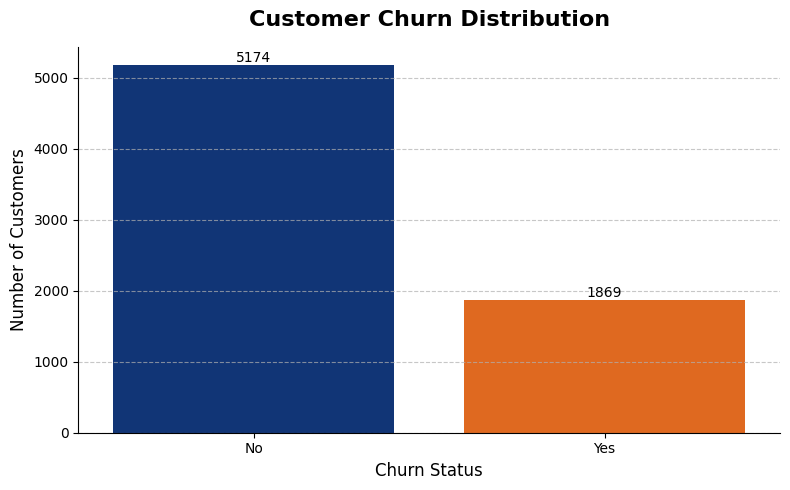 Customer Churn Distribution
5174
5000
4000
3000
2000
1869
1000
0
Number of Customers
No
Yes
Churn Status